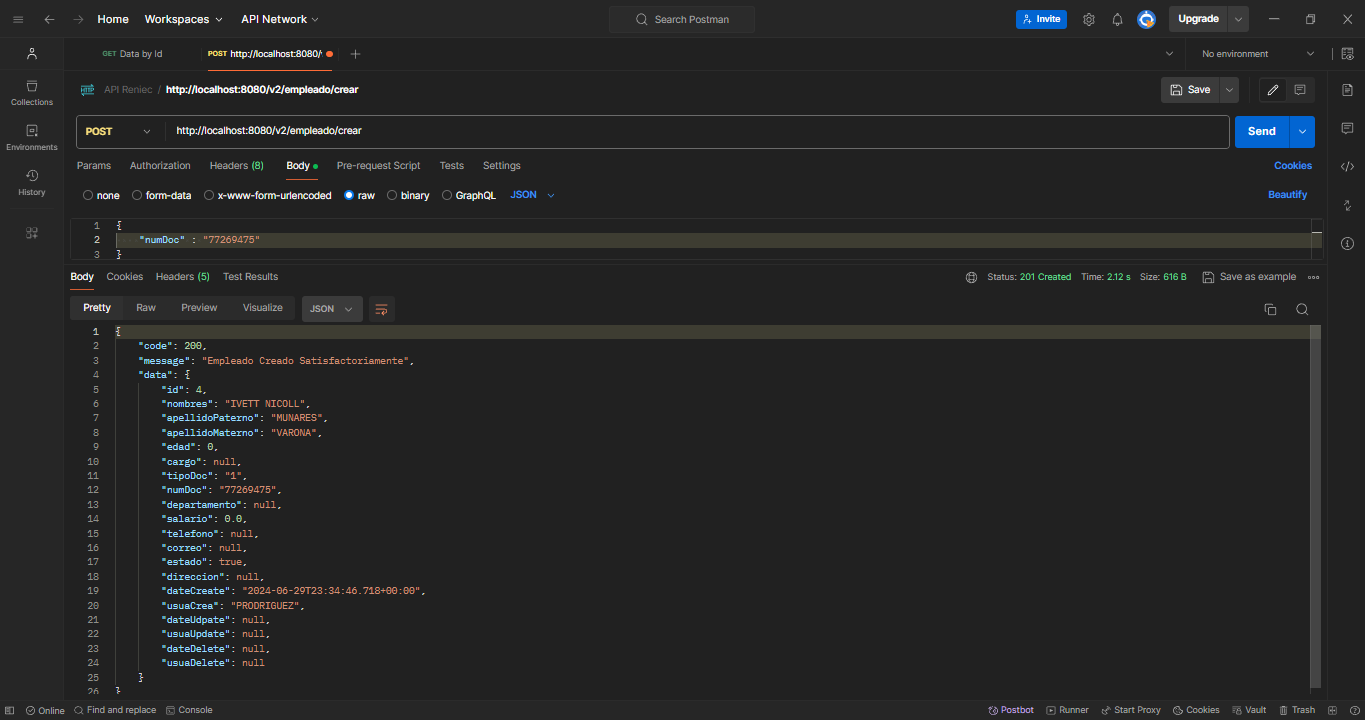 Home Workspaces API Network Search Postman Invite Upgrade
GET Data by Id POST http://localhost:8080/ No environment
API Reniec / http://localhost:8080/v2/empleado/crear Save
Collections
POST http://localhost:8080/v2/empleado/crear Send
Environments
Params Authorization Headers (8) Body Pre-request Script Tests Settings Cookies
History
none form-data x-www-form-urlencoded raw binary GraphQL JSON Beautify
1 {
2 "numDoc" : "77269475"
3 }
Body Cookies Headers (5) Test Results Status: 201 Created Time: 2.12 s Size: 616 B Save as example
Pretty Raw Preview Visualize JSON
1 {
2 "code": 200,
3 "message": "Empleado Creado Satisfactoriamente",
4 "data": {
5 "id": 4,
6 "nombres": "IVETT NICOLL",
7 "apellidoPaterno": "MUNARES",
8 "apellidoMaterno": "VARONA",
9 "edad": 0,
10 "cargo": null,
11 "tipoDoc": "1",
12 "numDoc": "77269475",
13 "departamento": null,
14 "salario": 0.0,
15 "telefono": null,
16 "correo": null,
17 "estado": true,
18 "direccion": null,
19 "dateCreate": "2024-06-29T23:34:46.718+00:00",
20 "usuaCrea": "PRODRIGUEZ",
21 "dateUdpate": null,
22 "usuaUpdate": null,
23 "dateDelete": null,
24 "usuaDelete": null
25 }
26 }
Online Find and replace Console Postbot Runner Start Proxy Cookies Vault Trash